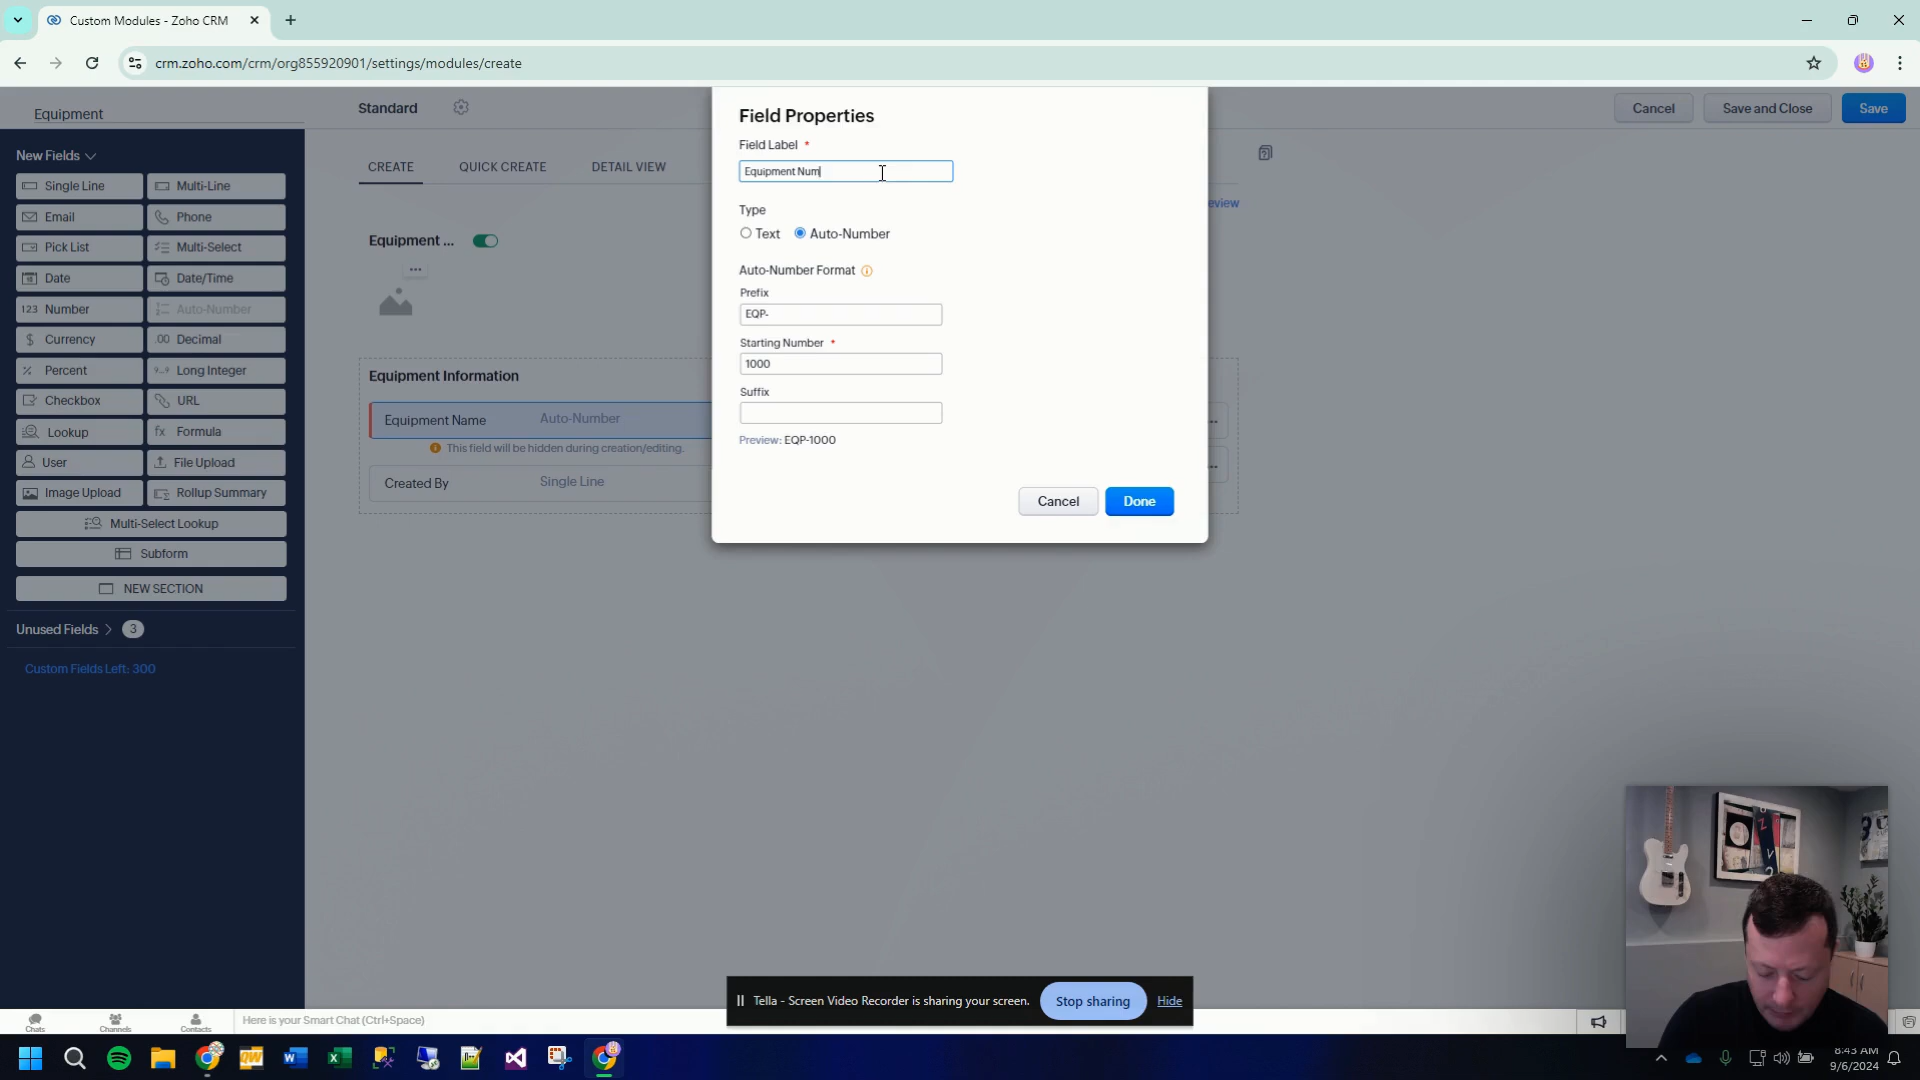 Custom Modules - Zoho CRM
crm.zoho.com/crm/org855920901/settings/modules/create
Equipment
Standard
Cancel
Save and Close
Save
New Fields
Single Line
Multi-Line
Email
Phone
Pick List
Multi-Select
Date
Date/Time
123 Number
Auto-Number
$ Currency
.00 Decimal
% Percent
9..9 Long Integer
Checkbox
URL
Lookup
fx Formula
User
File Upload
Image Upload
Rollup Summary
Multi-Select Lookup
Subform
NEW SECTION
Unused Fields > 3
Custom Fields Left: 300
CREATE
QUICK CREATE
DETAIL VIEW
eview
Equipment ...
...
Equipment Information
Equipment Name
Auto-Number
This field will be hidden during creation/editing.
Created By
Single Line
Field Properties
Field Label *
Equipment Num
Type
Text
Auto-Number
Auto-Number Format
Prefix
EQP-
Starting Number *
1000
Suffix
Preview: EQP-1000
Cancel
Done
Tella - Screen Video Recorder is sharing your screen.
Stop sharing
Hide
Chats
Channels
Contacts
Here is your Smart Chat (Ctrl+Space)
8:43 AM
9/6/2024